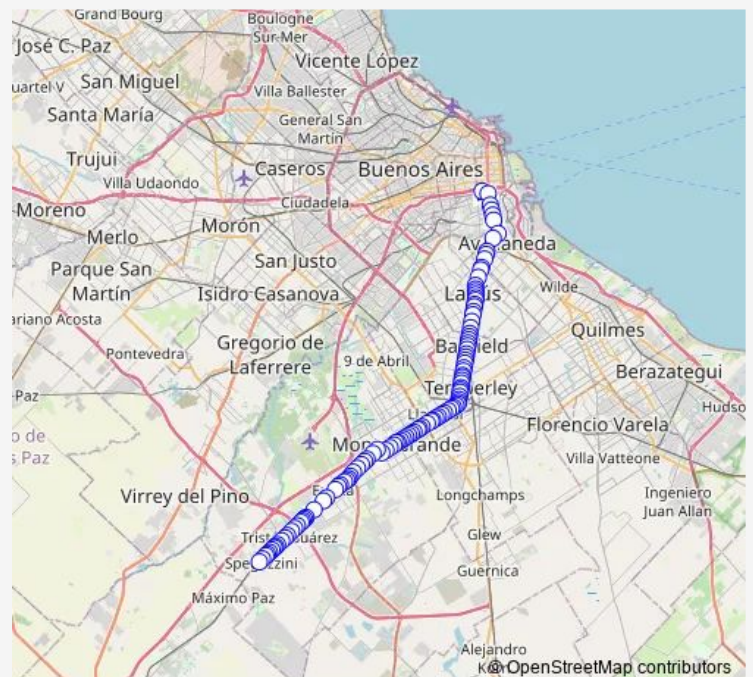 Grand Bourg
Boulogne
Sur-Mer
José C. Paz
Vicente López
uartel V
San Miguel
Villa Ballester
Santa María
General San
Martín
Trujui
Caseros
Buenos Aires
Villa Udaondo
Ciudadela
Moreno
Merlo
Morón
Parque San
Martín
San Justo
Isidro Casanova
Wilde
ariano Acosta
Pontevedra
Gregorio de
Laferrere
9 de Abril
Quilmes
Berazategui
Paz
Hudso
o de
s Paz
Florencio Varela
Villa Vatteone
Virrey del Pino
Longchamps
Ingeniero
Juan Allan
Glew
Guernica
Máximo Paz
Alejandro
© OpenStreetMap contributors